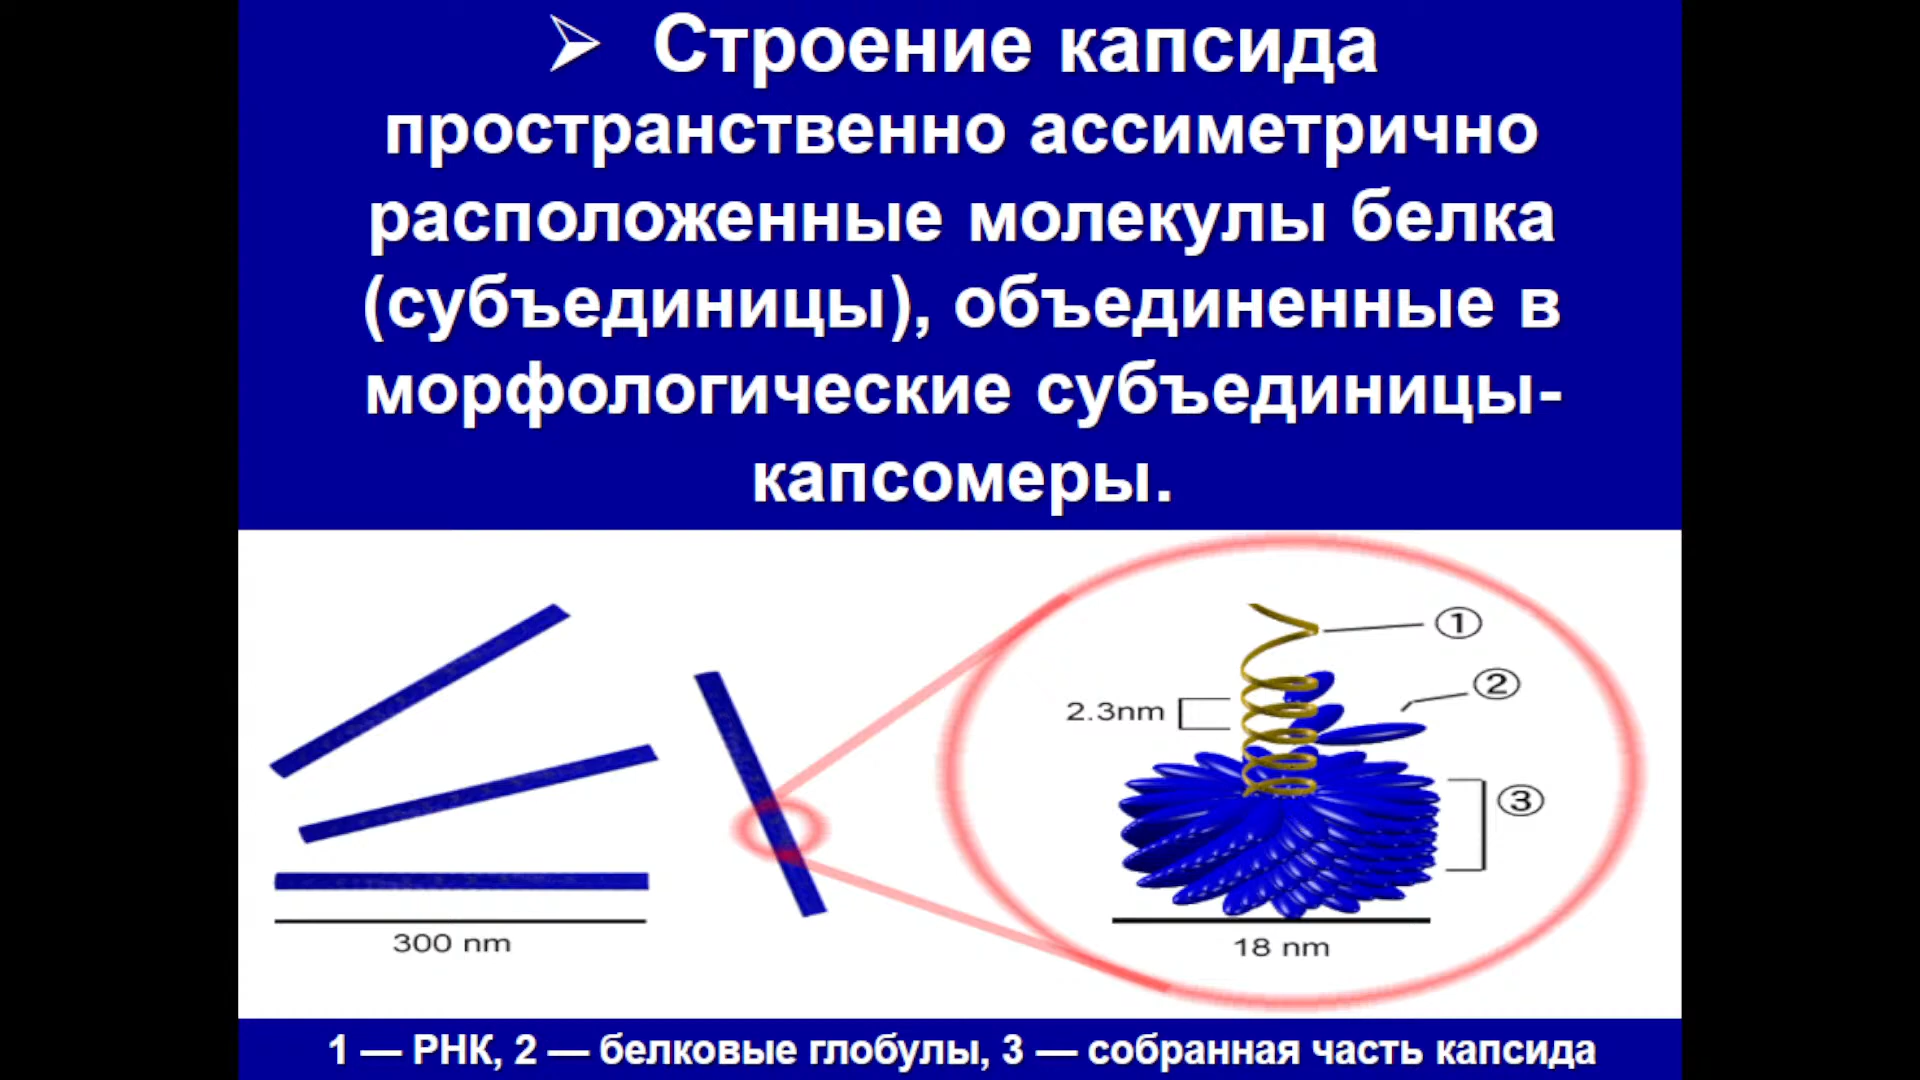 ➢ Строение капсида
пространственно ассиметрично
расположенные молекулы белка
(субъединицы), объединенные в
морфологические субъединицы-
капсомеры.
①
②
2.3nm
③
300 nm
18 nm
1 — РНК, 2 — белковые глобулы, 3 — собранная часть капсида